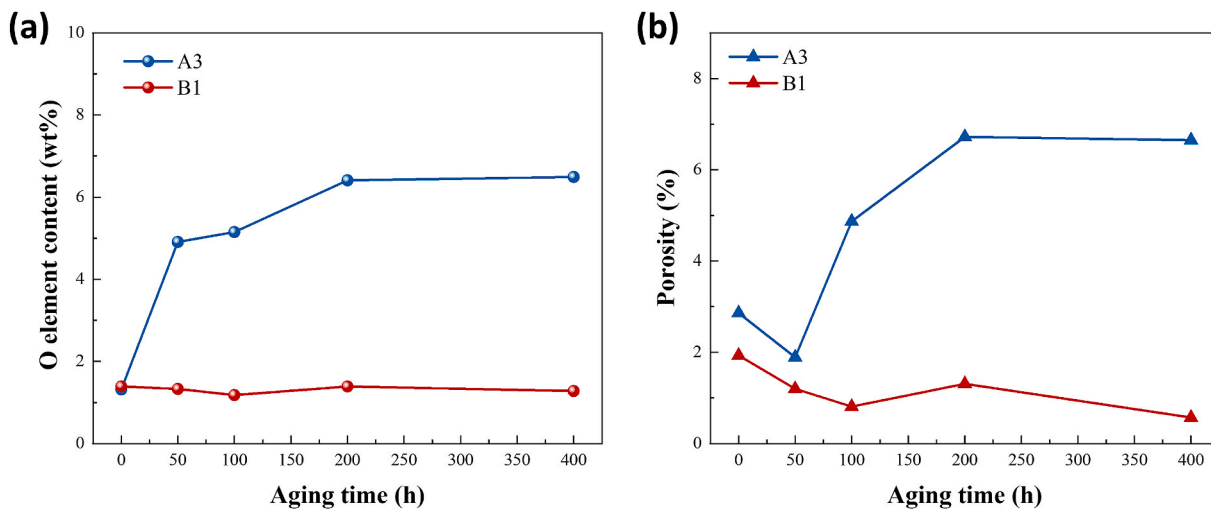 (a)
A3
B1
10
8
6
4
2
0
O element content (wt%)
0 50 100 150 200 250 300 350 400
Aging time (h)
(b)
A3
B1
8
6
4
2
0
Porosity (%)
0 50 100 150 200 250 300 350 400
Aging time (h)